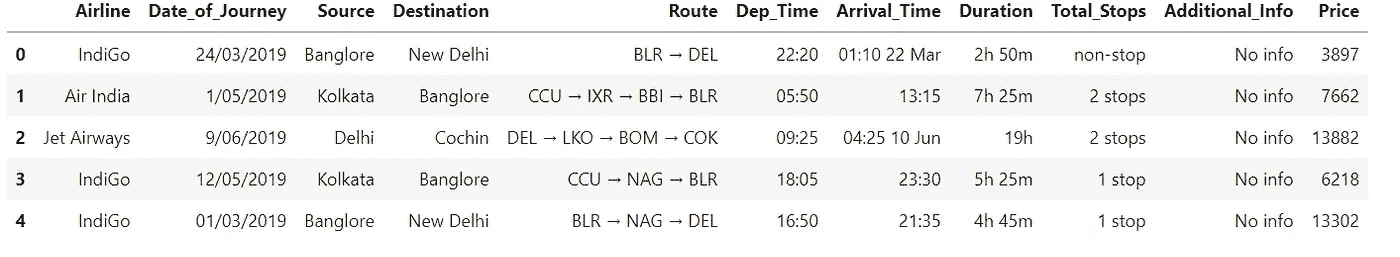 Airline Date_of_Journey Source Destination Route Dep_Time Arrival_Time Duration Total_Stops Additional_Info Price
0 IndiGo 24/03/2019 Banglore New Delhi BLR → DEL 22:20 01:10 22 Mar 2h 50m non-stop No info 3897
1 Air India 1/05/2019 Kolkata Banglore CCU → IXR → BBI → BLR 05:50 13:15 7h 25m 2 stops No info 7662
2 Jet Airways 9/06/2019 Delhi Cochin DEL → LKO → BOM → COK 09:25 04:25 10 Jun 19h 2 stops No info 13882
3 IndiGo 12/05/2019 Kolkata Banglore CCU → NAG → BLR 18:05 23:30 5h 25m 1 stop No info 6218
4 IndiGo 01/03/2019 Banglore New Delhi BLR → NAG → DEL 16:50 21:35 4h 45m 1 stop No info 13302